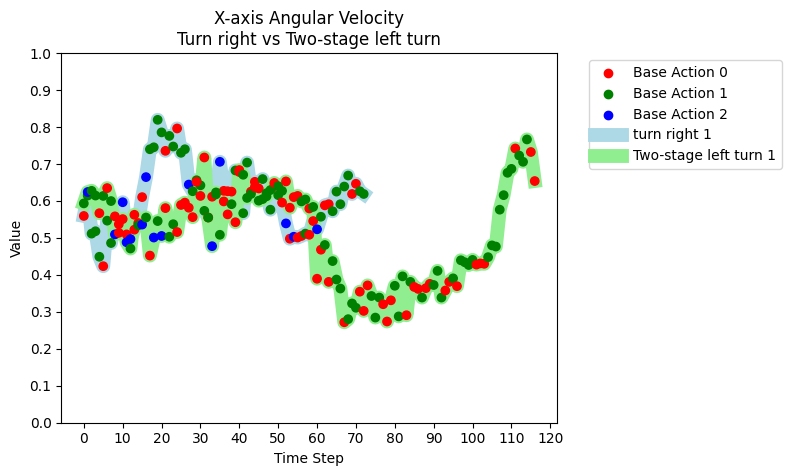 X-axis Angular Velocity
Turn right vs Two-stage left turn
Value
1.0
0.9
0.8
0.7
0.6
0.5
0.4
0.3
0.2
0.1
0.0
0 10 20 30 40 50 60 70 80 90 100 110 120
Time Step
Base Action 0
Base Action 1
Base Action 2
turn right 1
Two-stage left turn 1